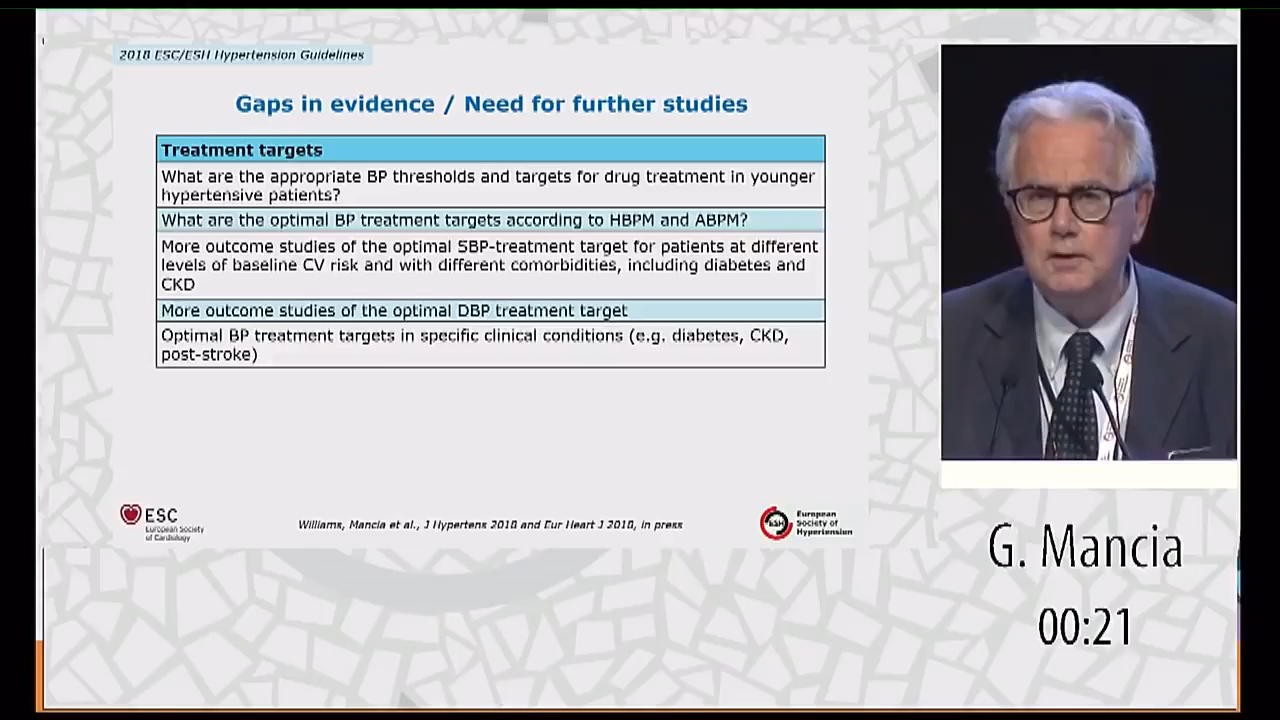 2018 ESC/ESH Hypertension Guidelines
Gaps in evidence / Need for further studies
Treatment targets
What are the appropriate BP thresholds and targets for drug treatment in younger
hypertensive patients?
What are the optimal BP treatment targets according to HBPM and ABPM?
More outcome studies of the optimal SBP-treatment target for patients at different
levels of baseline CV risk and with different comorbidities, including diabetes and
CKD
More outcome studies of the optimal DBP treatment target
Optimal BP treatment targets in specific clinical conditions (e.g. diabetes, CKD,
post-stroke)
ESC
European Society
of Cardiology
Williams, Mancia et al., J Hypertens 2018 and Eur Heart J 2018, in press
ESH
European
Society of
Hypertension
G. Mancia
00:21